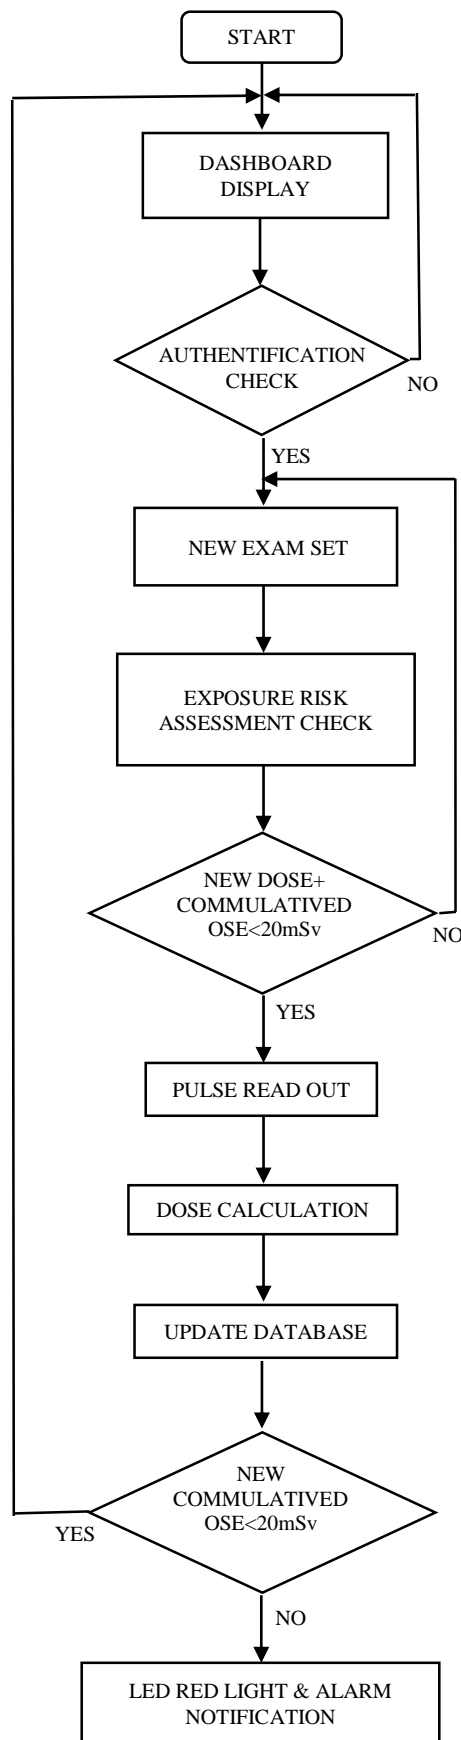 START
DASHBOARD
DISPLAY
AUTHENTIFICATION
CHECK
NO
YES
NEW EXAM SET
EXPOSURE RISK
ASSESSMENT CHECK
NEW DOSE+
COMMULATIVED
OSE<20mSv
NO
YES
PULSE READ OUT
DOSE CALCULATION
UPDATE DATABASE
NEW
COMMULATIVED
OSE<20mSv
YES
NO
LED RED LIGHT & ALARM
NOTIFICATION